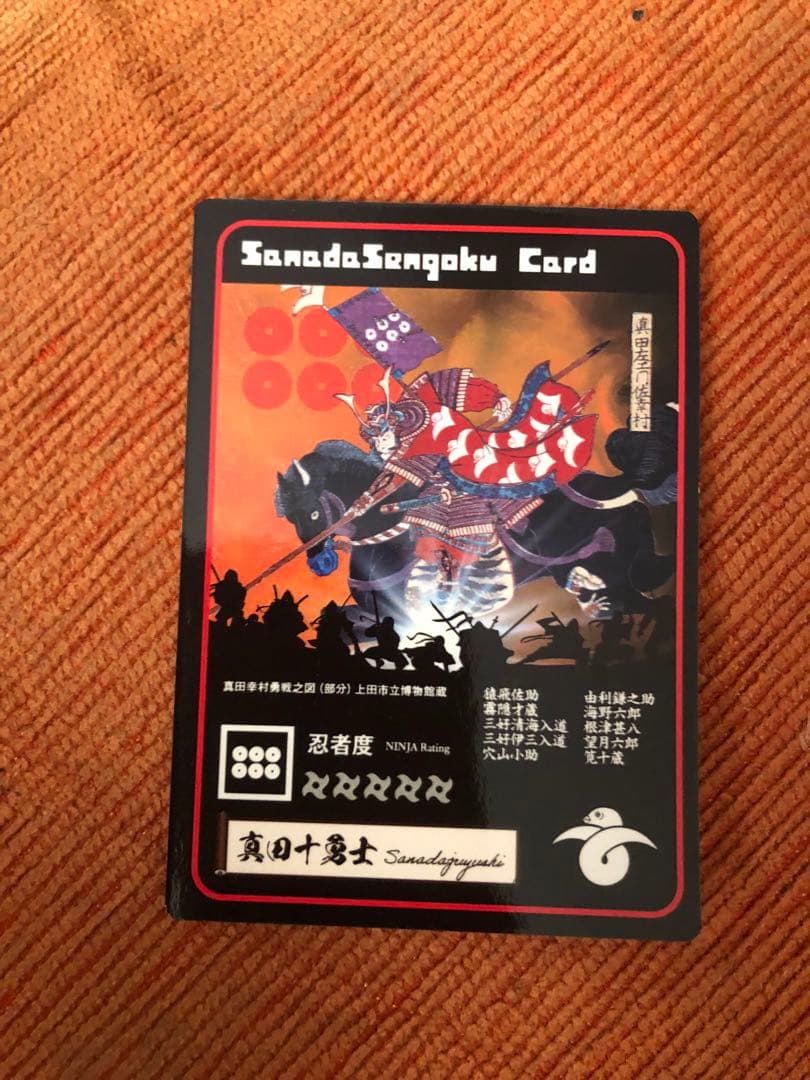 SanadaSengoku Card
真田左エ門佐幸村
真田幸村勇戦之図(部分)上田市立博物館蔵
猿飛佐助
霧隠才蔵
三好清海入道
三好伊三入道
穴山小助
由利鎌之助
海野六郎
根津甚八
望月六郎
筧十蔵
忍者度 NINJA Rating
真田十勇士 Sanadajruyushi